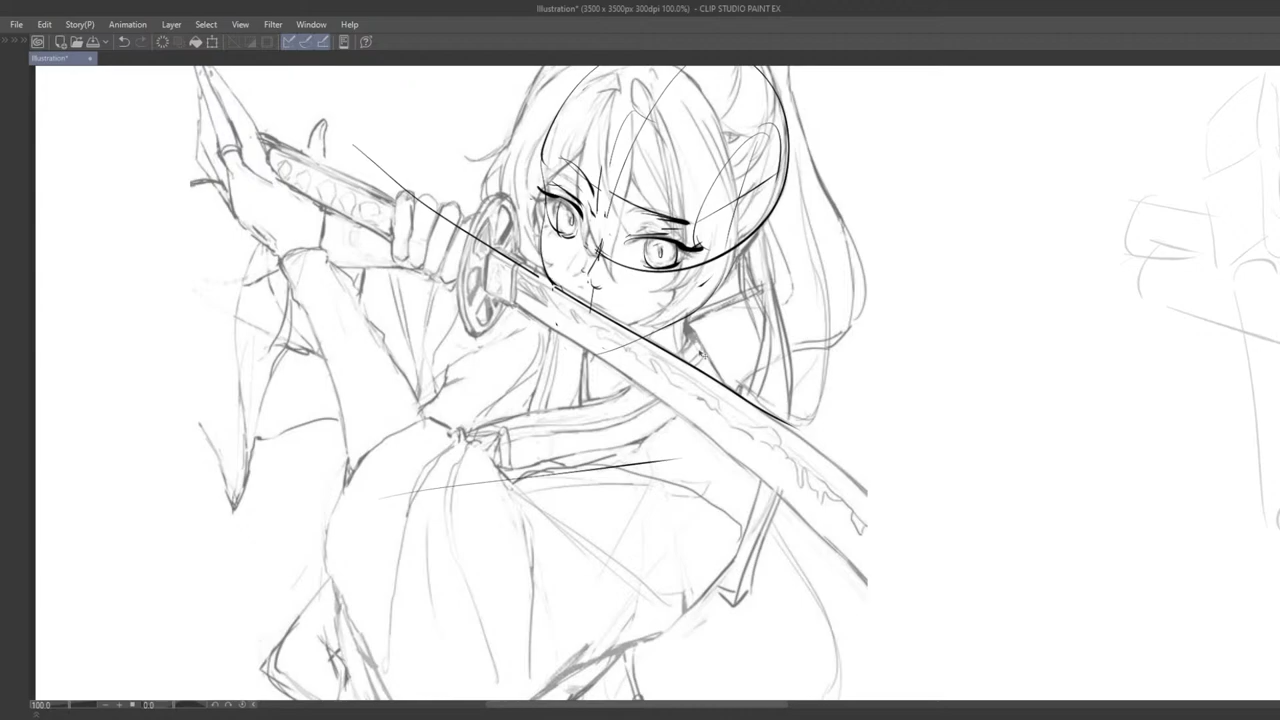 Illustration* (3500 x 3500px 300dpi 100.0%) - CLIP STUDIO PAINT EX
File Edit Story(P) Animation Layer Select View Filter Window Help
Illustration*
100.0
0.0